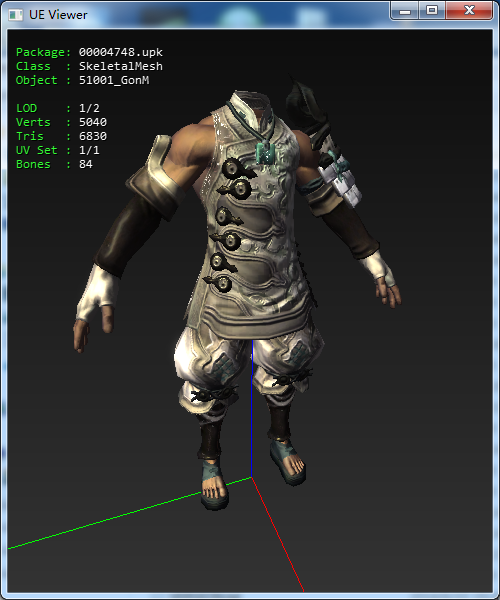 UE Viewer
Package: 00004748.upk
Class : SkeletalMesh
Object : 51001_GonM
LOD : 1/2
Verts : 5040
Tris : 6830
UV Set : 1/1
Bones : 84